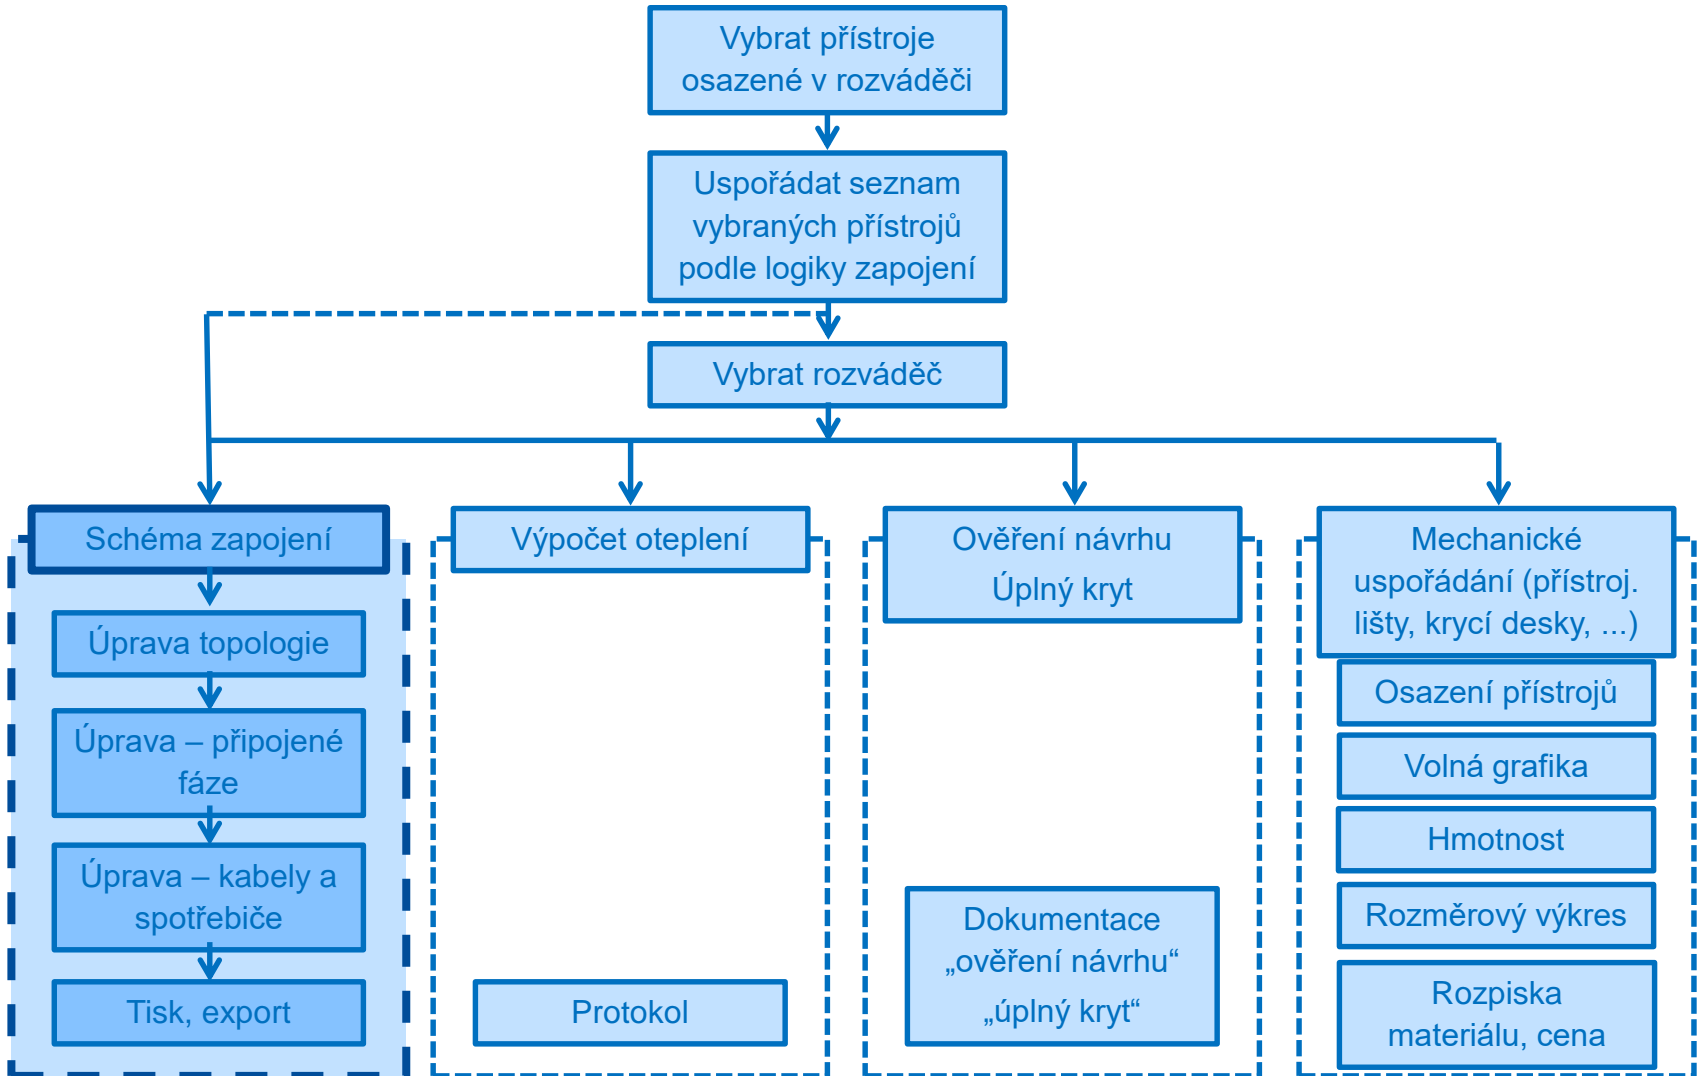 Vybrat přístroje
osazené v rozváděči
Uspořádat seznam
vybraných přístrojů
podle logiky zapojení
Vybrat rozváděč
Schéma zapojení
Úprava topologie
Úprava – připojené
fáze
Úprava – kabely a
spotřebiče
Tisk, export
Výpočet oteplení
Protokol
Ověření návrhu
Úplný kryt
Dokumentace
„ověření návrhu“
„úplný kryt“
Mechanické
uspořádání (přístroj.
lišty, krycí desky, ...)
Osazení přístrojů
Volná grafika
Hmotnost
Rozměrový výkres
Rozpiska
materiálu, cena